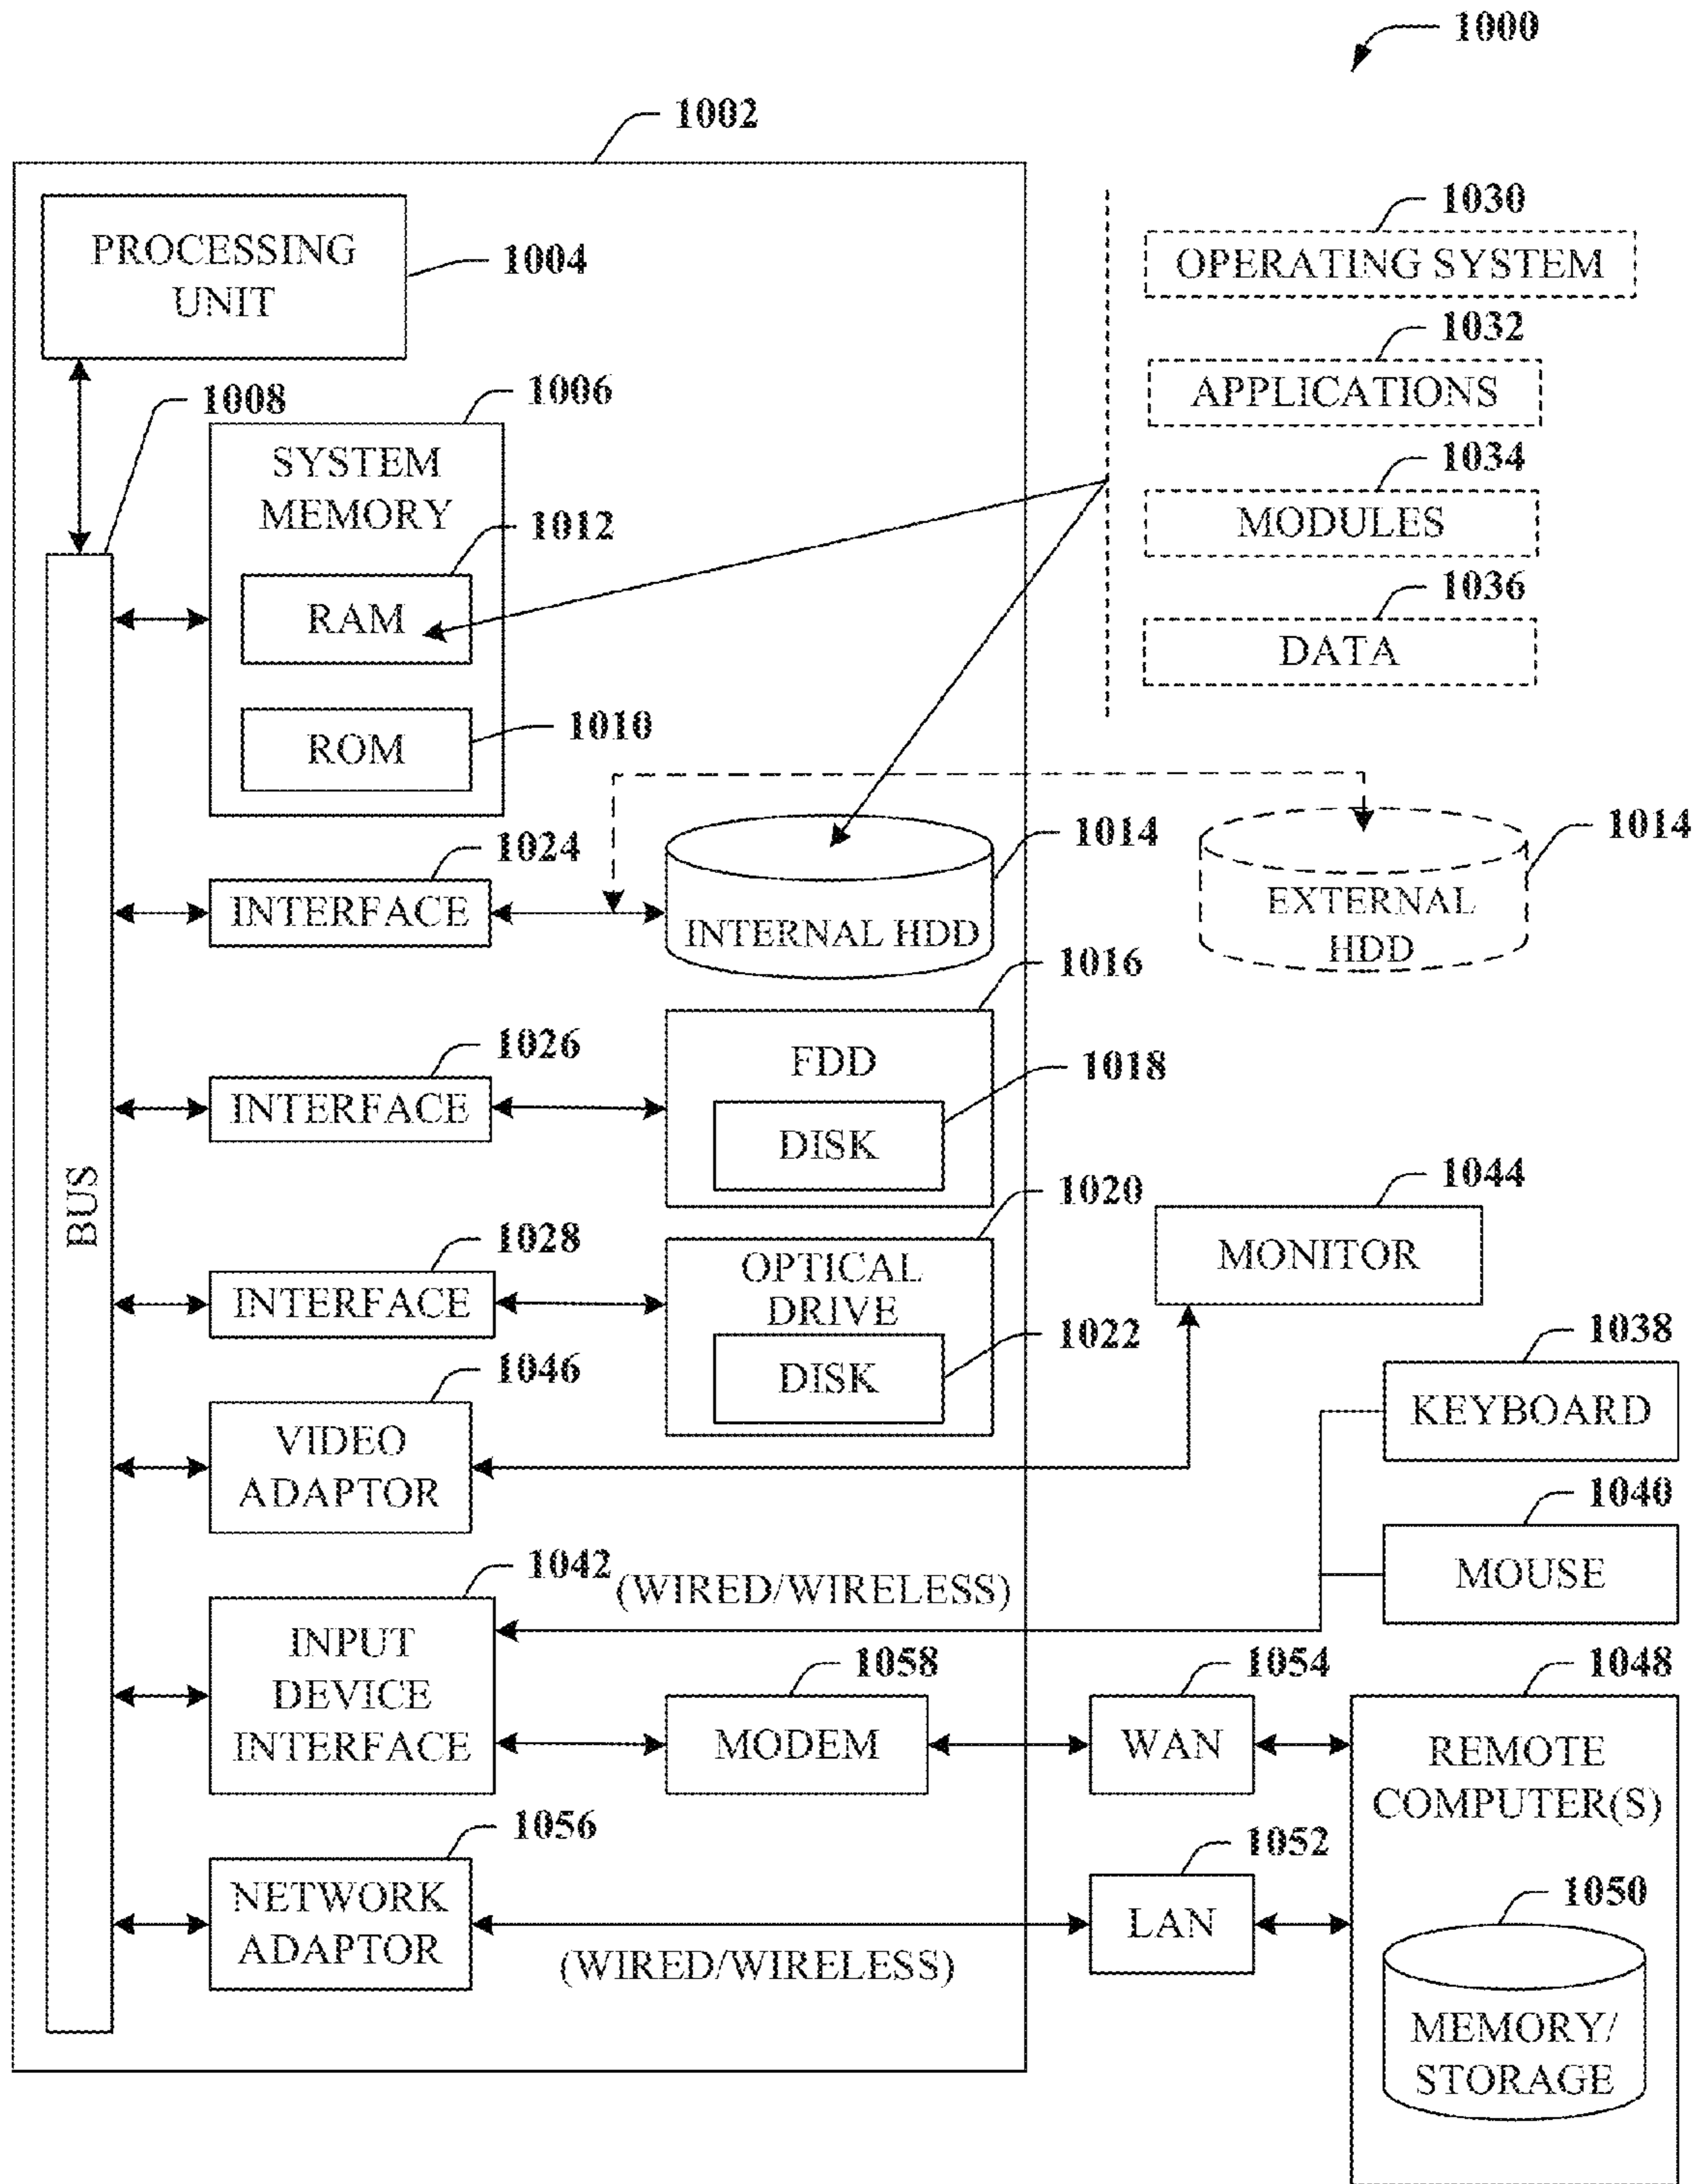 1000
1002
PROCESSING
UNIT
1004
1030
OPERATING SYSTEM
1032
APPLICATIONS
1034
MODULES
1036
DATA
1008
1006
SYSTEM
MEMORY
1012
RAM
1010
ROM
1024
INTERFACE
1014
INTERNAL HDD
1014
EXTERNAL
HDD
1026
INTERFACE
1016
FDD
1018
DISK
BUS
1028
INTERFACE
1020
OPTICAL
DRIVE
1022
DISK
1044
MONITOR
1038
KEYBOARD
1046
VIDEO
ADAPTOR
1040
MOUSE
1042
(WIRED/WIRELESS)
INPUT
DEVICE
INTERFACE
1058
MODEM
1054
WAN
1048
REMOTE
COMPUTER(S)
1056
NETWORK
ADAPTOR
(WIRED/WIRELESS)
1052
LAN
1050
MEMORY/
STORAGE